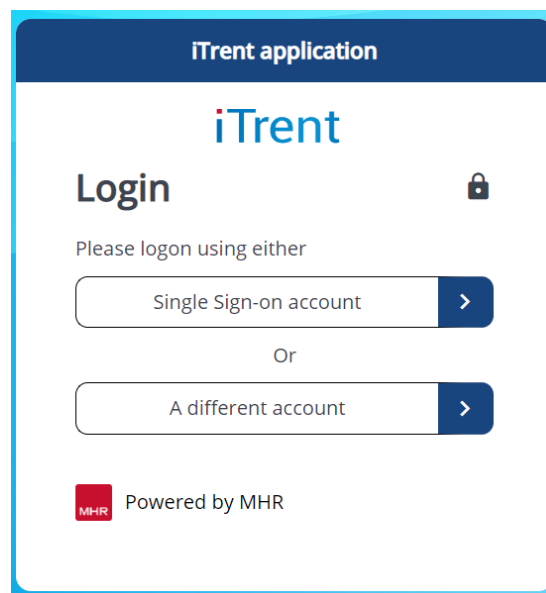 iTrent application
iTrent
Login
Please logon using either
Single Sign-on account
Or
A different account
MHR
Powered by MHR